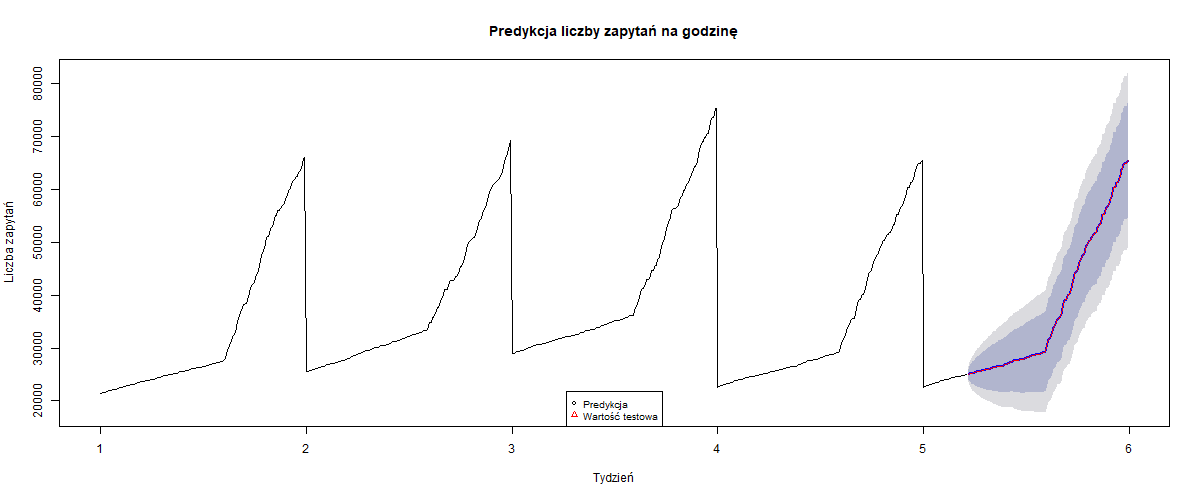 Predykcja liczby zapytań na godzinę
Liczba zapytań
80000
70000
60000
50000
40000
30000
20000
Predykcja
Wartość testowa
1 2 3 4 5 6
Tydzień